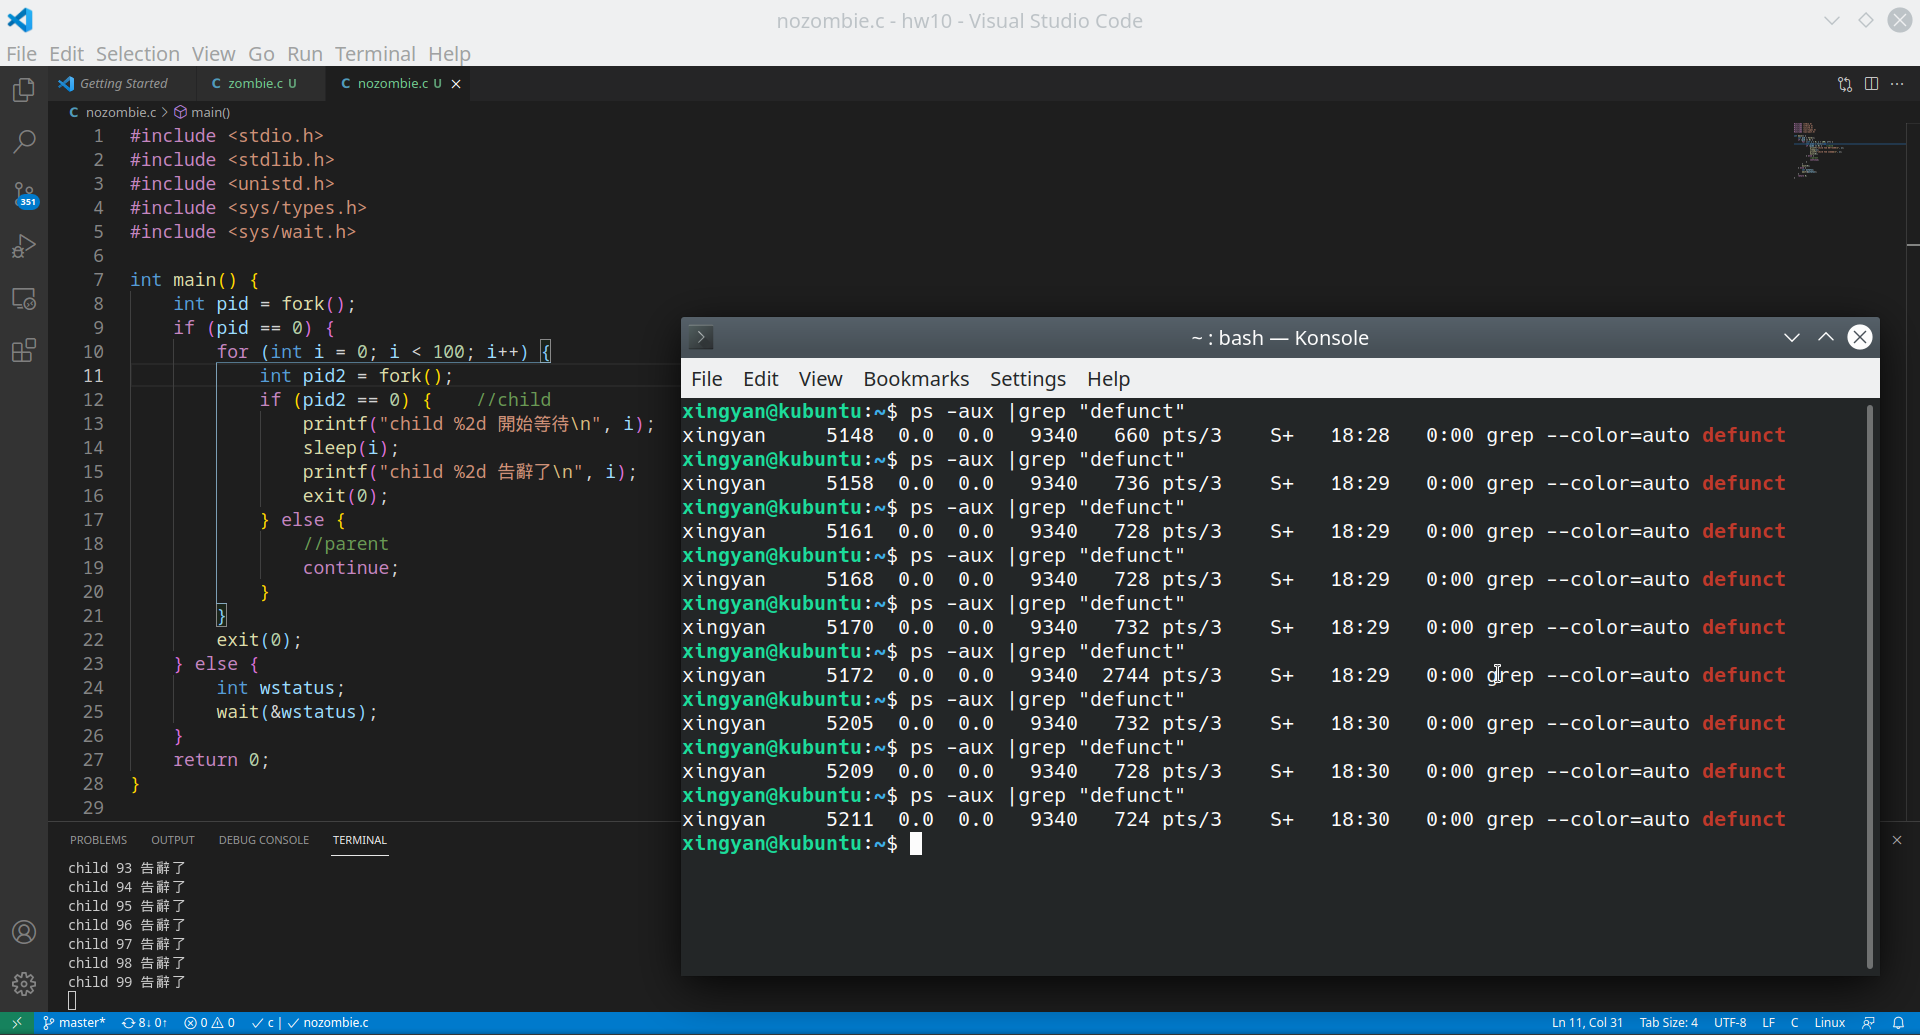 nozombie.c - hw10 - Visual Studio Code
File Edit Selection View Go Run Terminal Help
Getting Started zombie.c U nozombie.c U
nozombie.c > main()
1 #include <stdio.h>
2 #include <stdlib.h>
3 #include <unistd.h>
4 #include <sys/types.h>
5 #include <sys/wait.h>
6
7 int main() {
8 int pid = fork();
9 if (pid == 0) {
10 for (int i = 0; i < 100; i++) {
11 int pid2 = fork();
12 if (pid2 == 0) { //child
13 printf("child %2d 開始等待\n", i);
14 sleep(i);
15 printf("child %2d 告辭了\n", i);
16 exit(0);
17 } else {
18 //parent
19 continue;
20 }
21 }
22 exit(0);
23 } else {
24 int wstatus;
25 wait(&wstatus);
26 }
27 return 0;
28 }
29
351
PROBLEMS OUTPUT DEBUG CONSOLE TERMINAL
child 93 告辭了
child 94 告辭了
child 95 告辭了
child 96 告辭了
child 97 告辭了
child 98 告辭了
child 99 告辭了
~ : bash — Konsole
File Edit View Bookmarks Settings Help
xingyan@kubuntu:~$ ps -aux |grep "defunct"
xingyan 5148 0.0 0.0 9340 660 pts/3 S+ 18:28 0:00 grep --color=auto defunct
xingyan@kubuntu:~$ ps -aux |grep "defunct"
xingyan 5158 0.0 0.0 9340 736 pts/3 S+ 18:29 0:00 grep --color=auto defunct
xingyan@kubuntu:~$ ps -aux |grep "defunct"
xingyan 5161 0.0 0.0 9340 728 pts/3 S+ 18:29 0:00 grep --color=auto defunct
xingyan@kubuntu:~$ ps -aux |grep "defunct"
xingyan 5168 0.0 0.0 9340 728 pts/3 S+ 18:29 0:00 grep --color=auto defunct
xingyan@kubuntu:~$ ps -aux |grep "defunct"
xingyan 5170 0.0 0.0 9340 732 pts/3 S+ 18:29 0:00 grep --color=auto defunct
xingyan@kubuntu:~$ ps -aux |grep "defunct"
xingyan 5172 0.0 0.0 9340 2744 pts/3 S+ 18:29 0:00 grep --color=auto defunct
xingyan@kubuntu:~$ ps -aux |grep "defunct"
xingyan 5205 0.0 0.0 9340 732 pts/3 S+ 18:30 0:00 grep --color=auto defunct
xingyan@kubuntu:~$ ps -aux |grep "defunct"
xingyan 5209 0.0 0.0 9340 728 pts/3 S+ 18:30 0:00 grep --color=auto defunct
xingyan@kubuntu:~$ ps -aux |grep "defunct"
xingyan 5211 0.0 0.0 9340 724 pts/3 S+ 18:30 0:00 grep --color=auto defunct
xingyan@kubuntu:~$
master* 8↓ 0↑ 0 0 c | nozombie.c Ln 11, Col 31 Tab Size: 4 UTF-8 LF C Linux